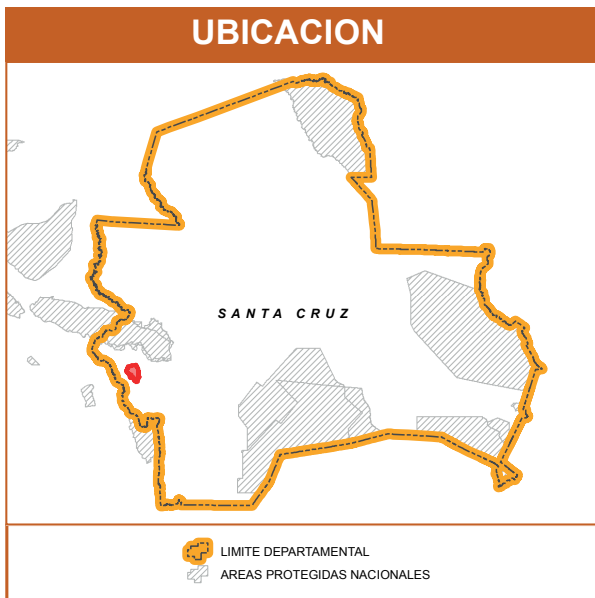 UBICACION
SANTA CRUZ
LIMITE DEPARTAMENTAL
AREAS PROTEGIDAS NACIONALES